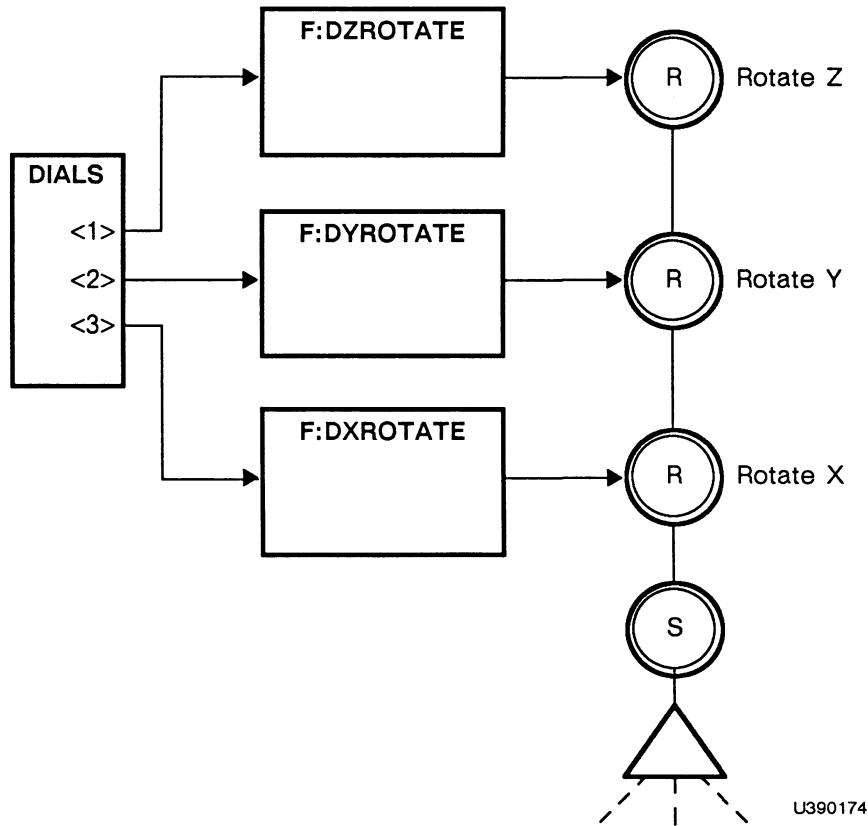 F:DZROTATE
R
Rotate Z
DIALS
<1>
<2>
<3>
F:DYROTATE
R
Rotate Y
F:DXROTATE
R
Rotate X
S
U390174